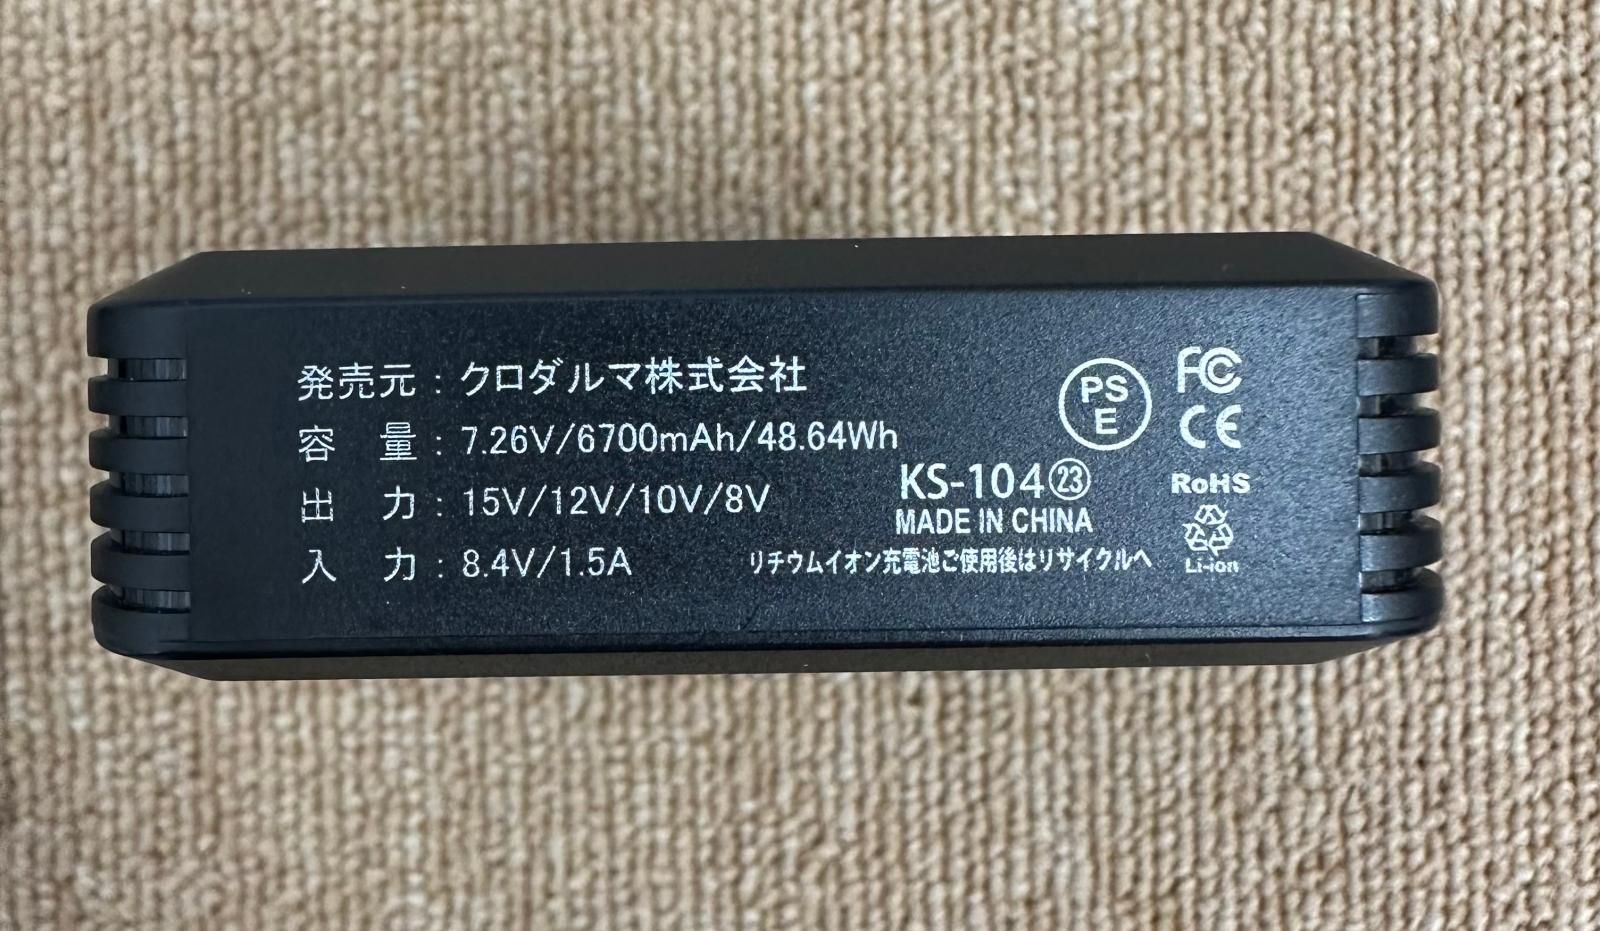 発売元：クロダルマ株式会社
容　量：7.26V/6700mAh/48.64Wh
出　力：15V/12V/10V/8V
入　力：8.4V/1.5A
KS-104㉓
MADE IN CHINA
リチウムイオン充電池ご使用後はリサイクルへ
PS
E
FC
CE
RoHS
Li-ion